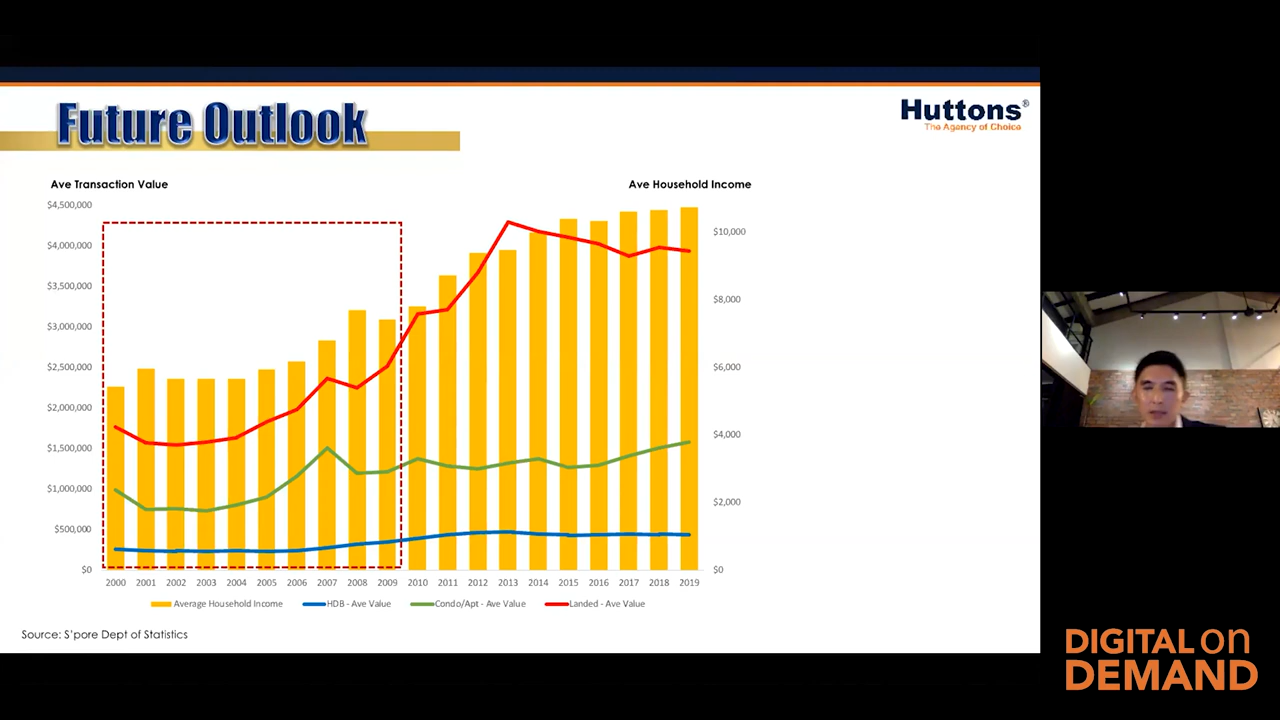 Future Outlook
Huttons®
The Agency of Choice
Ave Transaction Value
Ave Household Income
$4,500,000
$4,000,000
$3,500,000
$3,000,000
$2,500,000
$2,000,000
$1,500,000
$1,000,000
$500,000
$0
$10,000
$8,000
$6,000
$4,000
$2,000
$0
2000 2001 2002 2003 2004 2005 2006 2007 2008 2009 2010 2011 2012 2013 2014 2015 2016 2017 2018 2019
Average Household Income HDB - Ave Value Condo/Apt - Ave Value Landed - Ave Value
Source: S'pore Dept of Statistics
DIGITAL on
DEMAND